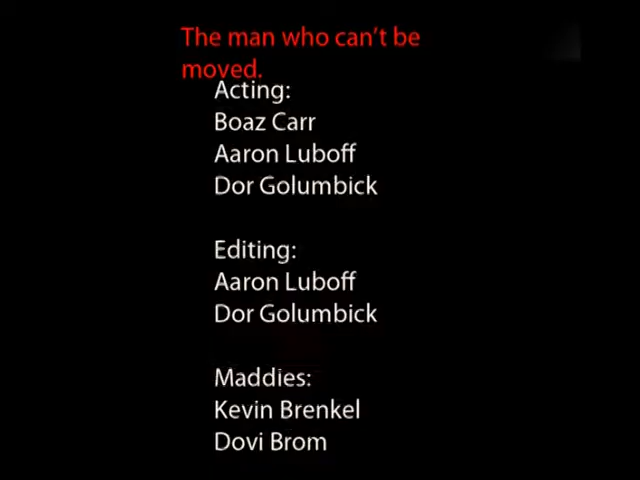 The man who can't be
moved.
Acting:
Boaz Carr
Aaron Luboff
Dor Golumbick
Editing:
Aaron Luboff
Dor Golumbick
Maddies:
Kevin Brenkel
Dovi Brom